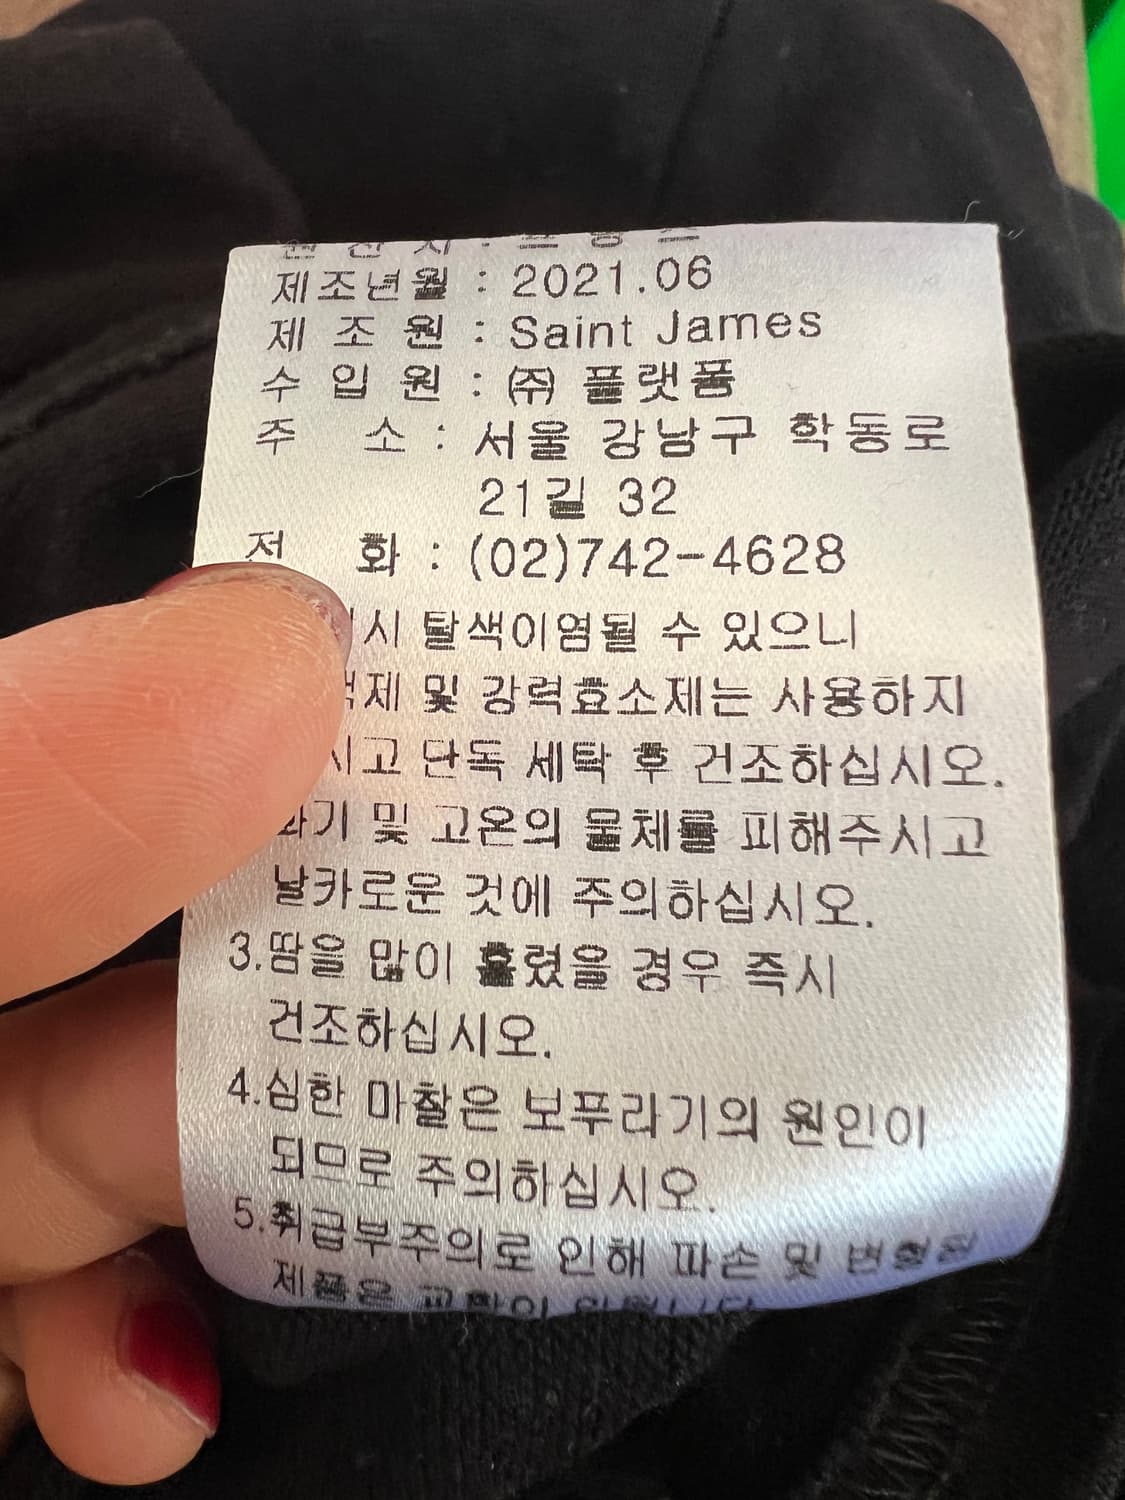 제조년월 : 2021.06
제 조 원 : Saint James
수 입 원 : ㈜ 플랫폼
주 소 : 서울 강남구 학동로
21길 32
전 화 : (02)742-4628
탈색이염될 수 있으니
및 강력효소제는 사용하지
단독 세탁 후 건조하십시오.
화기 및 고온의 물체를 피해주시고
날카로운 것에 주의하십시오.
3.땀을 많이 흘렸을 경우 즉시
건조하십시오.
4.심한 마찰은 보푸라기의 원인이
되므로 주의하십시오.
5.취급부주의로 인해 파손 및 변형된
제품은